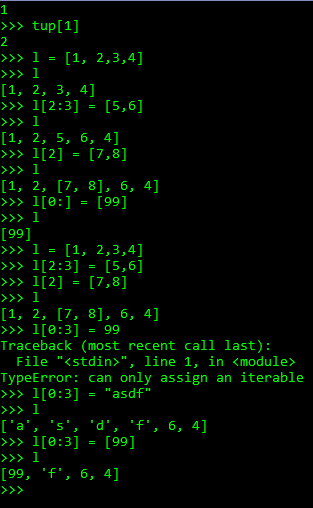 1
>>> tup[1]
2
>>> l = [1, 2,3,4]
>>> l
[1, 2, 3, 4]
>>> l[2:3] = [5,6]
>>> l
[1, 2, 5, 6, 4]
>>> l[2] = [7,8]
>>> l
[1, 2, [7, 8], 6, 4]
>>> l[0:] = [99]
>>> l
[99]
>>> l = [1, 2,3,4]
>>> l[2:3] = [5,6]
>>> l[2] = [7,8]
>>> l
[1, 2, [7, 8], 6, 4]
>>> l[0:3] = 99
Traceback (most recent call last):
  File "<stdin>", line 1, in <module>
TypeError: can only assign an iterable
>>> l[0:3] = "asdf"
>>> l
['a', 's', 'd', 'f', 6, 4]
>>> l[0:3] = [99]
>>> l
[99, 'f', 6, 4]
>>>